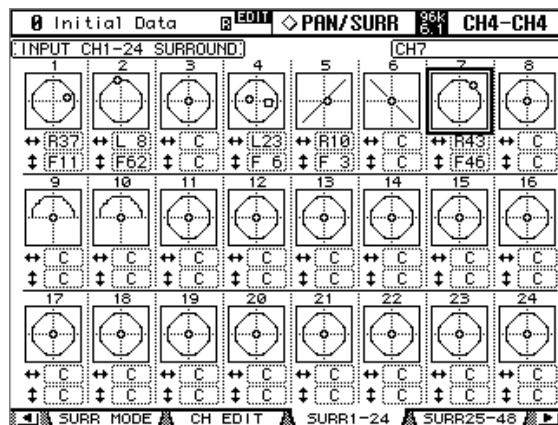 0 Initial Data EDIT PAN/SURR 96k 6.1 CH4-CH4
INPUT CH1-24 SURROUND CH7
1 2 3 4 5 6 7 8
R37 L 8 C L23 R10 C R43 C
F11 F62 C F 6 F 3 C F46 C
9 10 11 12 13 14 15 16
C C C C C C C C
C C C C C C C C
17 18 19 20 21 22 23 24
C C C C C C C C
C C C C C C C C
SURR MODE CH EDIT SURR1-24 SURR25-48